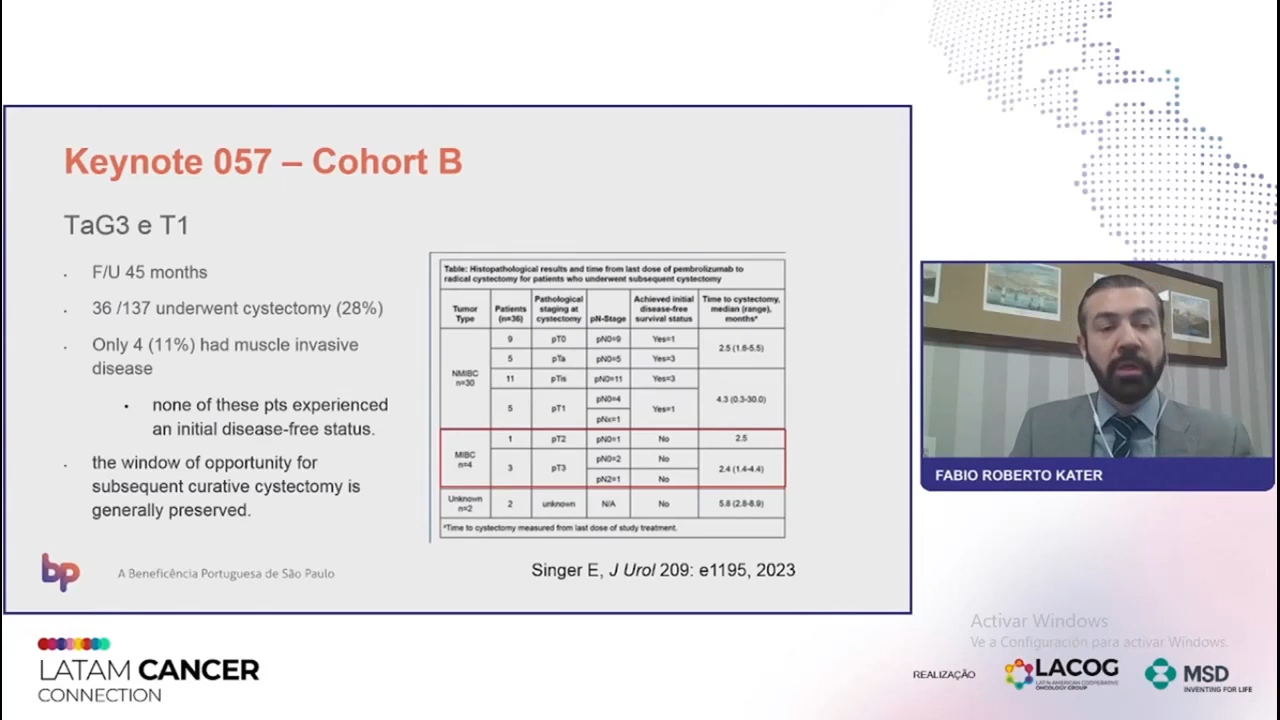 Keynote 057 – Cohort B
TaG3 e T1
F/U 45 months
36 /137 underwent cystectomy (28%)
Only 4 (11%) had muscle invasive
disease
none of these pts experienced
an initial disease-free status.
the window of opportunity for
subsequent curative cystectomy is
generally preserved.
Table: Histopathological results and time from last dose of pembrolizumab to
radical cystectomy for patients who underwent subsequent cystectomy
Tumor Type | Patients (n=36) | Pathological staging at cystectomy | pN-Stage | Achieved initial disease-free survival status | Time to cystectomy, median (range), months*
NMIBC n=30 | 9 | pT0 | pN0=9 | Yes=1 | 2.5 (1.6-5.5)
5 | pTa | pN0=5 | Yes=3
11 | pTis | pN0=11 | Yes=3 | 4.3 (0.3-30.0)
5 | pT1 | pN0=4 | Yes=1
pNx=1
MIBC n=4 | 1 | pT2 | pN0=1 | No | 2.5
3 | pT3 | pN0=2 | No | 2.4 (1.4-4.4)
pN2=1 | No
Unknown n=2 | 2 | unknown | N/A | No | 5.8 (2.8-8.9)
*Time to cystectomy measured from last dose of study treatment.
Singer E, J Urol 209: e1195, 2023
bp
A Beneficência Portuguesa de São Paulo
FABIO ROBERTO KATER
Activar Windows
Ve a Configuración para activar Windows.
LATAM CANCER
CONNECTION
REALIZAÇÃO
LACOG
LATIN AMERICAN COOPERATIVE
ONCOLOGY GROUP
MSD
INVENTING FOR LIFE